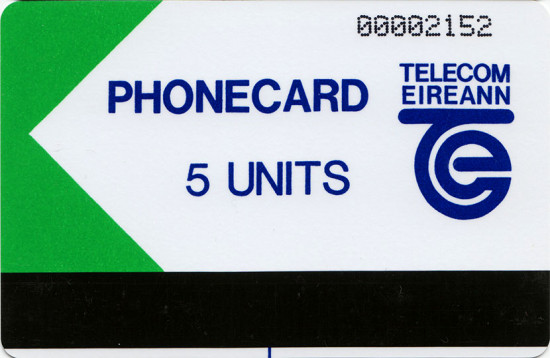 00002152
TELECOM
EIREANN
PHONECARD
5 UNITS